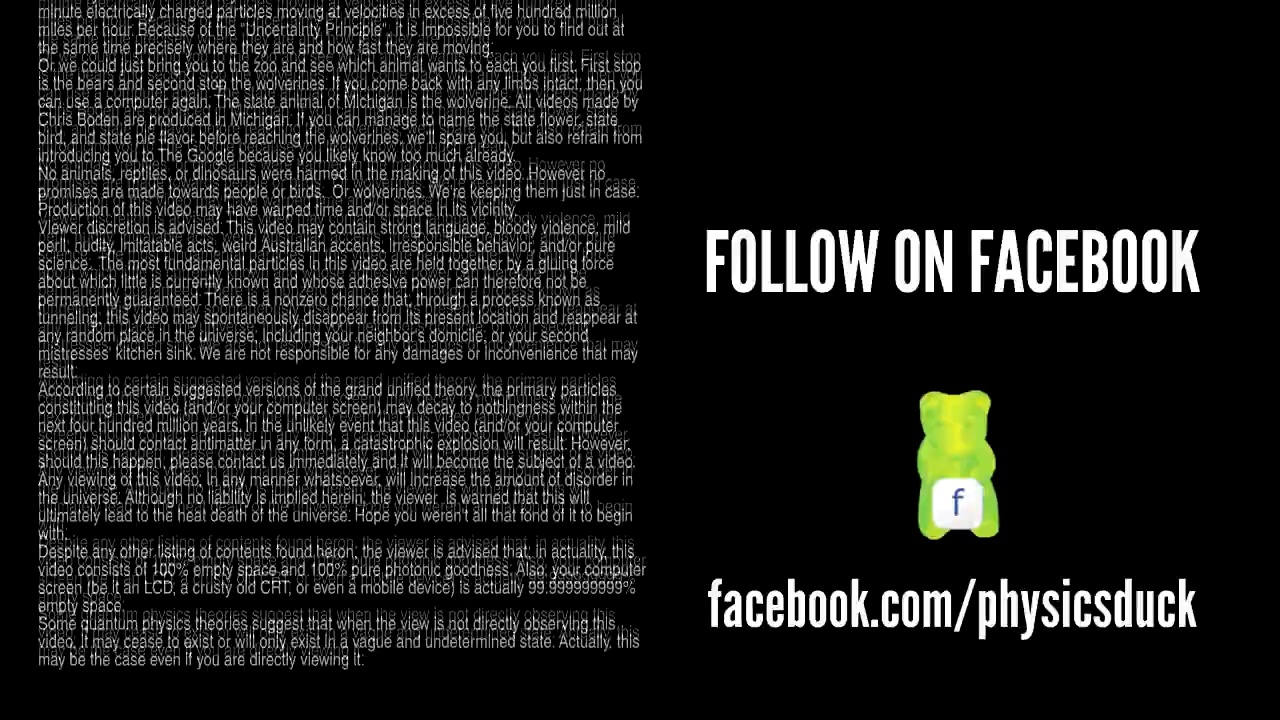 minute electrically charged particles moving at velocities in excess of five hundred million
miles per hour. Because of the "Uncertainty Principle", it is impossible for you to find out at
the same time precisely where they are and how fast they are moving.
Or we could just bring you to the zoo and see which animal wants to each you first. First stop
is the bears and second stop the wolverines. If you come back with any limbs intact, then you
can use a computer again. The state animal of Michigan is the wolverine. All videos made by
Chris Boden are produced in Michigan. If you can manage to name the state flower, state
bird, and state pie flavor before reaching the wolverines, we'll spare you, but also refrain from
introducing you to The Google because you likely know too much already.
No animals, reptiles, or dinosaurs were harmed in the making of this video. However no
promises are made towards people or birds. Or wolverines. We're keeping them just in case.
Production of this video may have warped time and/or space in its vicinity.
Viewer discretion is advised. This video may contain strong language, bloody violence, mild
peril, nudity, imitatable acts, weird Australian accents, irresponsible behavior, and/or pure
science. The most fundamental particles in this video are held together by a gluing force
about which little is currently known and whose adhesive power can therefore not be
permanently guaranteed. There is a nonzero chance that, through a process known as
tunneling, this video may spontaneously disappear from its present location and reappear at
any random place in the universe, including your neighbor's domicile, or your second
mistresses' kitchen sink. We are not responsible for any damages or inconvenience that may
result.
According to certain suggested versions of the grand unified theory, the primary particles
constituting this video (and/or your computer screen) may decay to nothingness within the
next four hundred million years. In the unlikely event that this video (and/or your computer
screen) should contact antimatter in any form, a catastrophic explosion will result. However,
should this happen, please contact us immediately and it will become the subject of a video.
Any viewing of this video, in any manner whatsoever, will increase the amount of disorder in
the universe. Although no liability is implied herein, the viewer is warned that this will
ultimately lead to the heat death of the universe. Hope you weren't all that fond of it to begin
with.
Despite any other listing of contents found heron, the viewer is advised that, in actuality, this
video consists of 100% empty space and 100% pure photonic goodness. Also, your computer
screen (be it an LCD, a crusty old CRT, or even a mobile device) is actually 99.999999999%
empty space.
Some quantum physics theories suggest that when the view is not directly observing this
video, it may cease to exist or will only exist in a vague and undetermined state. Actually, this
may be the case even if you are directly viewing it.
FOLLOW ON FACEBOOK
f
facebook.com/physicsduck